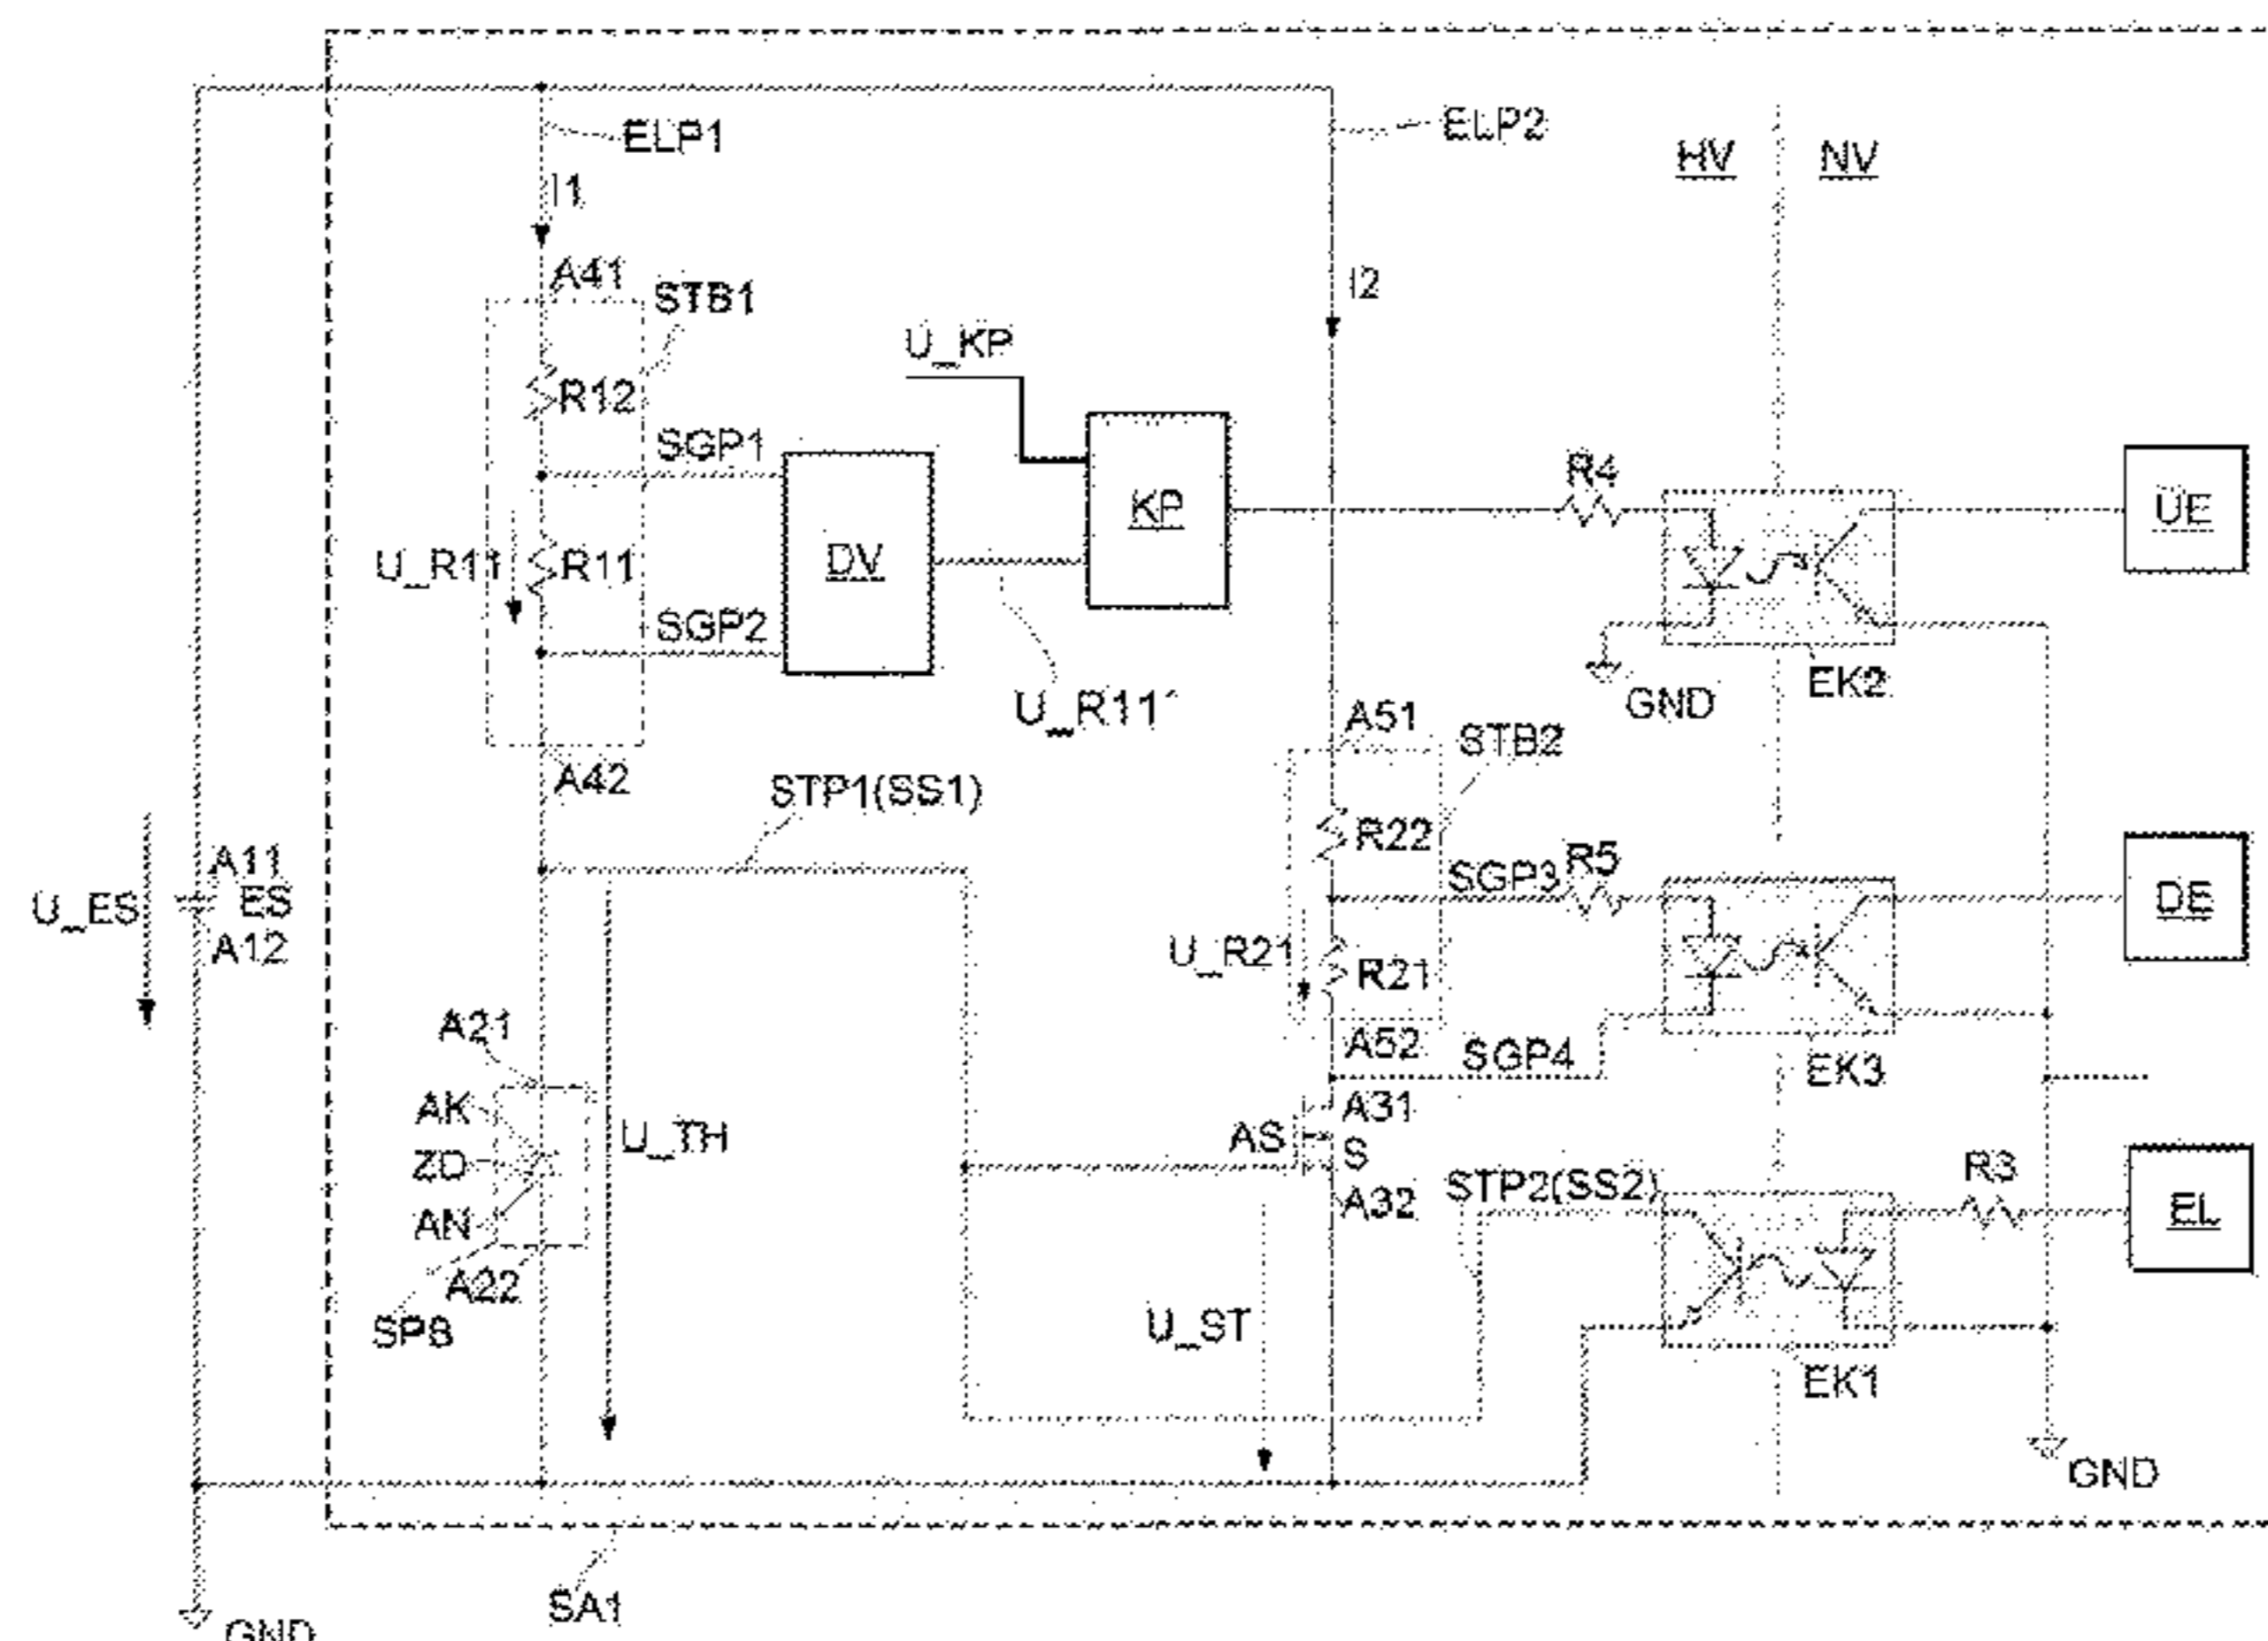 ELP1
ELP2
HV
NV
I1
A41
STB1
I2
U_KP
R12
SGP1
KP
R4
UE
U_R11
R11
DV
SGP2
U_R11'
GND
EK2
A51
STB2
A42
STP1(SS1)
R22
A11
ES
U_ES
A12
SGP3
R5
DE
U_R21
R21
A21
A52
SGP4
EK3
AK
U_TH
A31
AS
S
ZD
A32
STP2(SS2)
R3
EL
AN
A22
SPB
U_ST
EK1
GND
SA1
GND